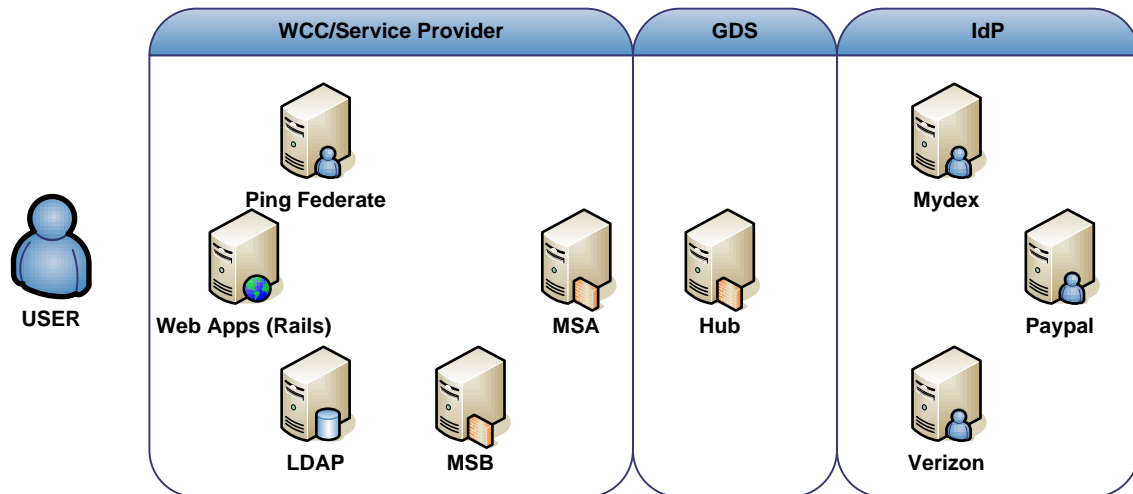 WCC/Service Provider
GDS
IdP
Ping Federate
Mydex
USER
Web Apps (Rails)
MSA
Hub
Paypal
LDAP
MSB
Verizon